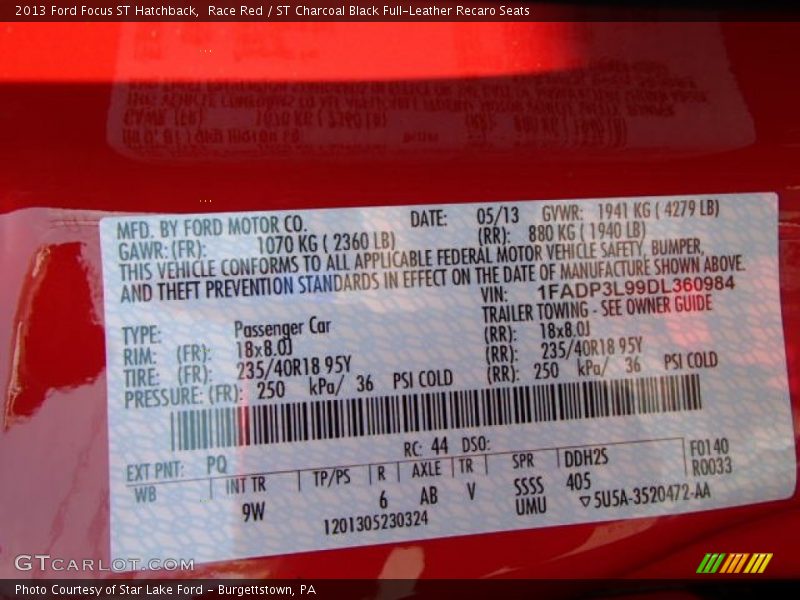 2013 Ford Focus ST Hatchback,  Race Red / ST Charcoal Black Full-Leather Recaro Seats
MFD. BY FORD MOTOR CO. DATE: 05/13 GVWR: 1941 KG ( 4279 LB)
GAWR:(FR): 1070 KG ( 2360 LB) (RR): 880 KG ( 1940 LB)
THIS VEHICLE CONFORMS TO ALL APPLICABLE FEDERAL MOTOR VEHICLE SAFETY, BUMPER,
AND THEFT PREVENTION STANDARDS IN EFFECT ON THE DATE OF MANUFACTURE SHOWN ABOVE.
VIN: 1FADP3L99DL360984
TYPE: Passenger Car TRAILER TOWING - SEE OWNER GUIDE
RIM: (FR): 18x8.0J (RR): 18x8.0J
TIRE: (FR): 235/40R18 95Y (RR): 235/40R18 95Y
PRESSURE: (FR): 250 kPa/ 36 PSI COLD (RR): 250 kPa/ 36 PSI COLD
RC: 44 DSO:
EXT PNT: PQ
WB INT TR TP/PS R AXLE TR SPR DDH2S F0140
9W 6 AB V SSSS 405 R0033
UMU 5U5A-3520472-AA
1201305230324
GTCARLOT.COM
Photo Courtesy of Star Lake Ford - Burgettstown, PA